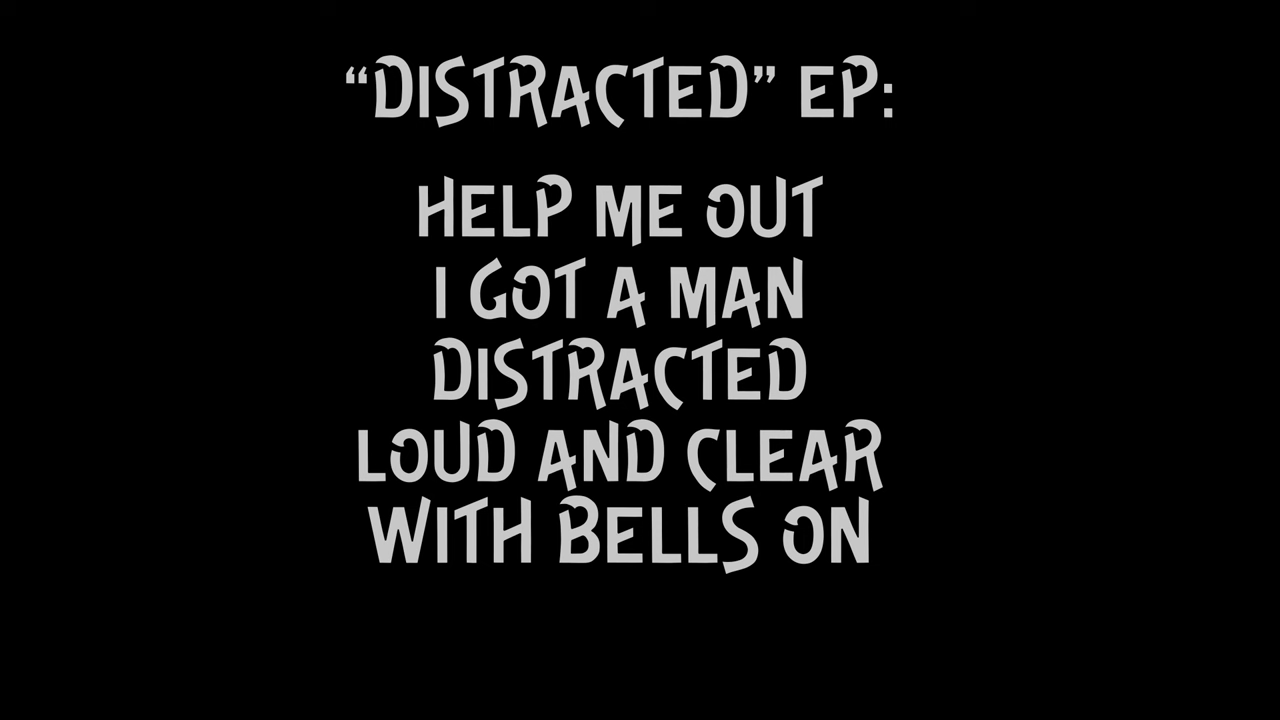 “DISTRACTED” EP:
HELP ME OUT
I GOT A MAN
DISTRACTED
LOUD AND CLEAR
WITH BELLS ON